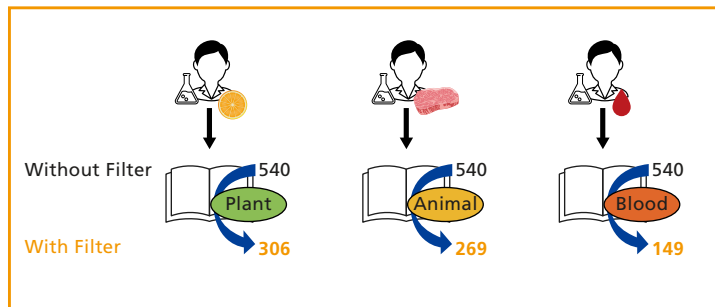 Without Filter 540 540 540
Plant Animal Blood
With Filter 306 269 149